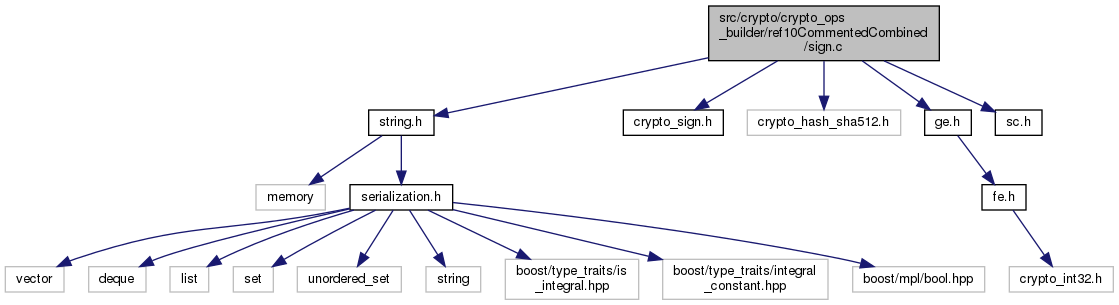 src/crypto/crypto_ops
_builder/ref10CommentedCombined
/sign.c
string.h
crypto_sign.h
crypto_hash_sha512.h
ge.h
sc.h
memory
serialization.h
fe.h
vector
deque
list
set
unordered_set
string
boost/type_traits/is
_integral.hpp
boost/type_traits/integral
_constant.hpp
boost/mpl/bool.hpp
crypto_int32.h